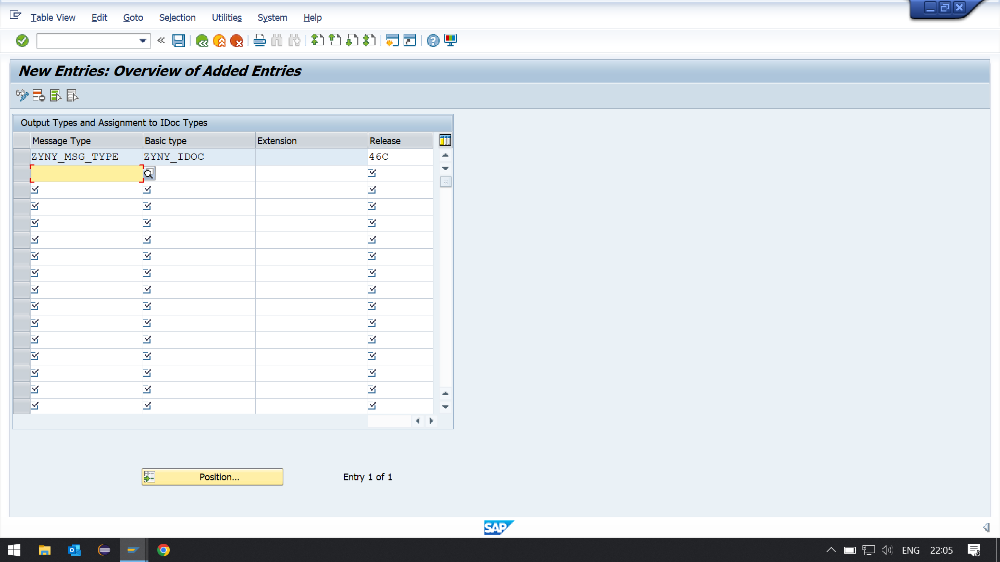 Table View Edit Goto Selection Utilities System Help
New Entries: Overview of Added Entries
Output Types and Assignment to IDoc Types
Message Type Basic type Extension Release
ZYNY_MSG_TYPE ZYNY_IDOC 46C
Position... Entry 1 of 1
SAP
ENG 22:05